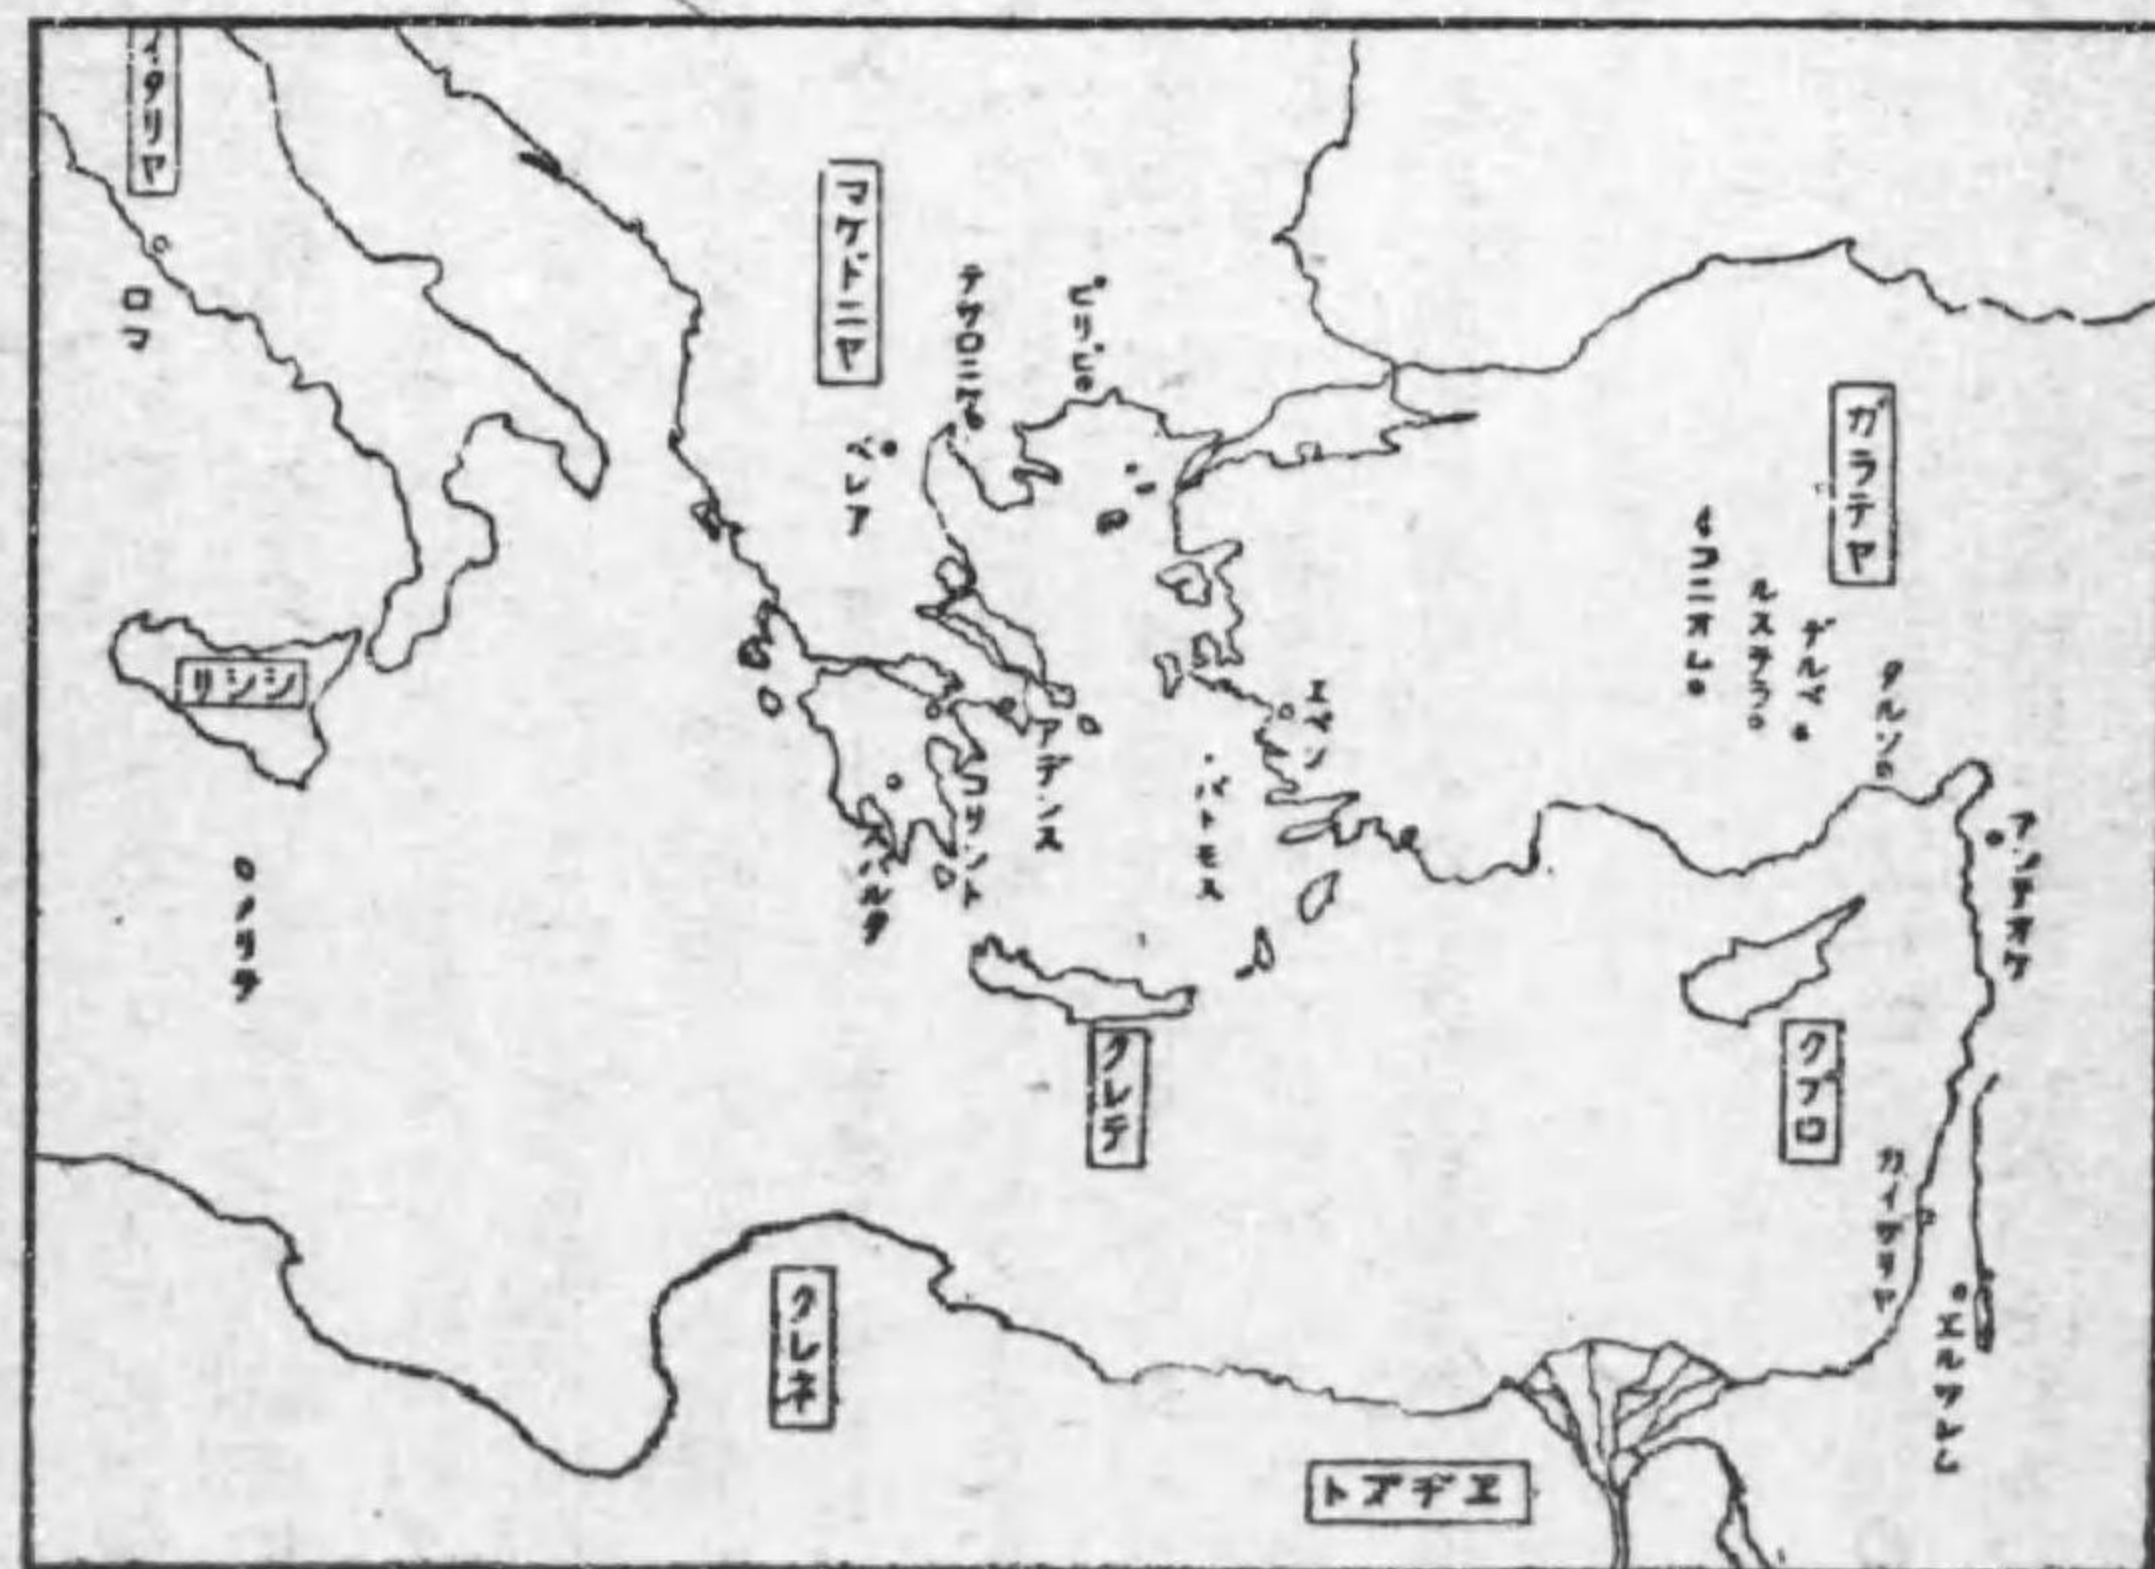 イタリヤ
ロマ
シシリ
マリタ
マケドニヤ
テサロニケ
ピリピ
ベレア
アテンス
コリント
スパルタ
エペソ
パトモス
クレテ
ガラテヤ
イコニオム
ルステラ
デルベ
タルソ
アンテオケ
クプロ
カイザリヤ
エルサレム
クレネ
エヂプト